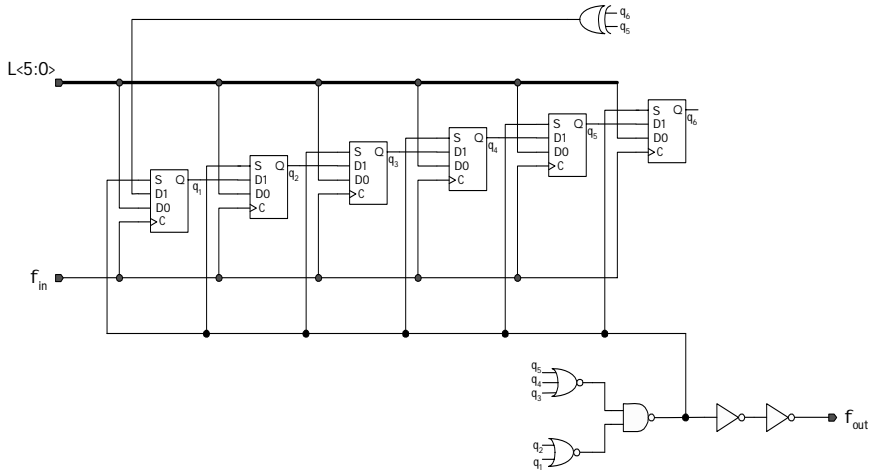 q6
q5
L<5:0>
S Q
D1
D0
C
q1
S Q
D1
D0
C
q2
S Q
D1
D0
C
q3
S Q
D1
D0
C
q4
S Q
D1
D0
C
q5
S Q
D1
D0
C
q6
fin
q5
q4
q3
q2
q1
fout